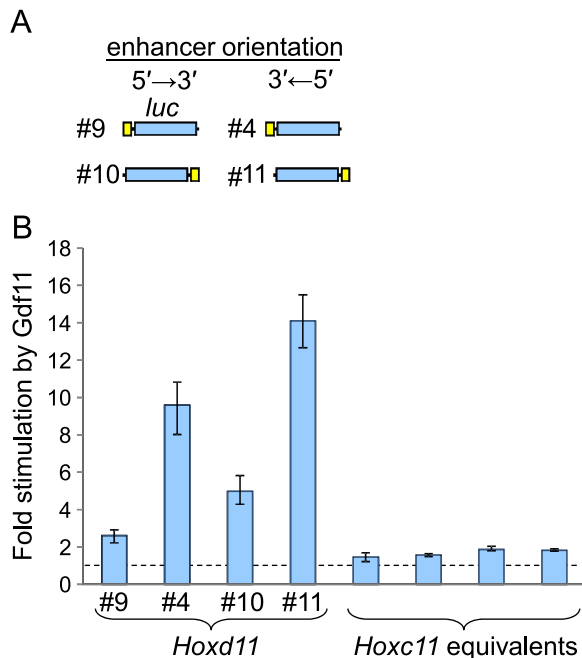 A
enhancer orientation
5′→3′ 3′←5′
luc
#9 #4
#10 #11
B
Fold stimulation by Gdf11
18
16
14
12
10
8
6
4
2
0
#9 #4 #10 #11
Hoxd11 Hoxc11 equivalents